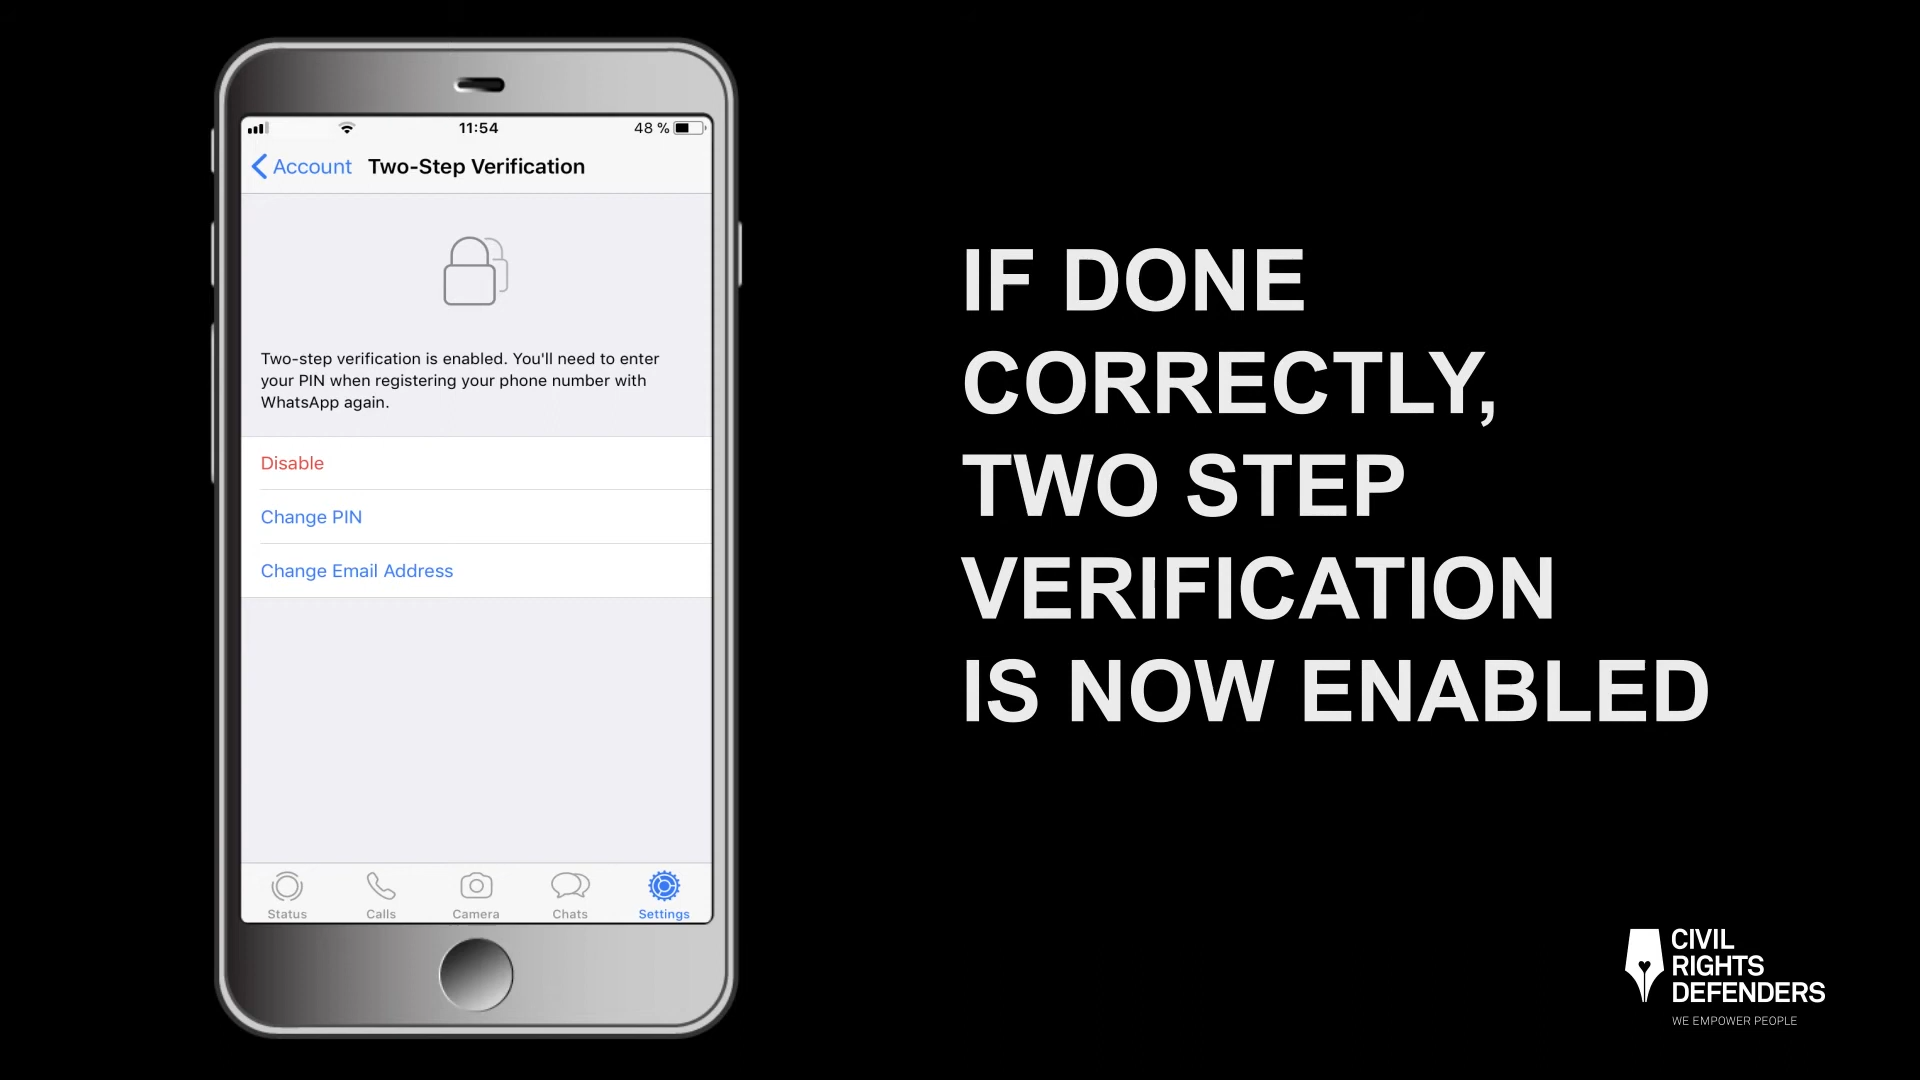 11:54
48 %
Account
Two-Step Verification
Two-step verification is enabled. You'll need to enter
your PIN when registering your phone number with
WhatsApp again.
Disable
Change PIN
Change Email Address
Status
Calls
Camera
Chats
Settings
IF DONE
CORRECTLY,
TWO STEP
VERIFICATION
IS NOW ENABLED
CIVIL
RIGHTS
DEFENDERS
WE EMPOWER PEOPLE